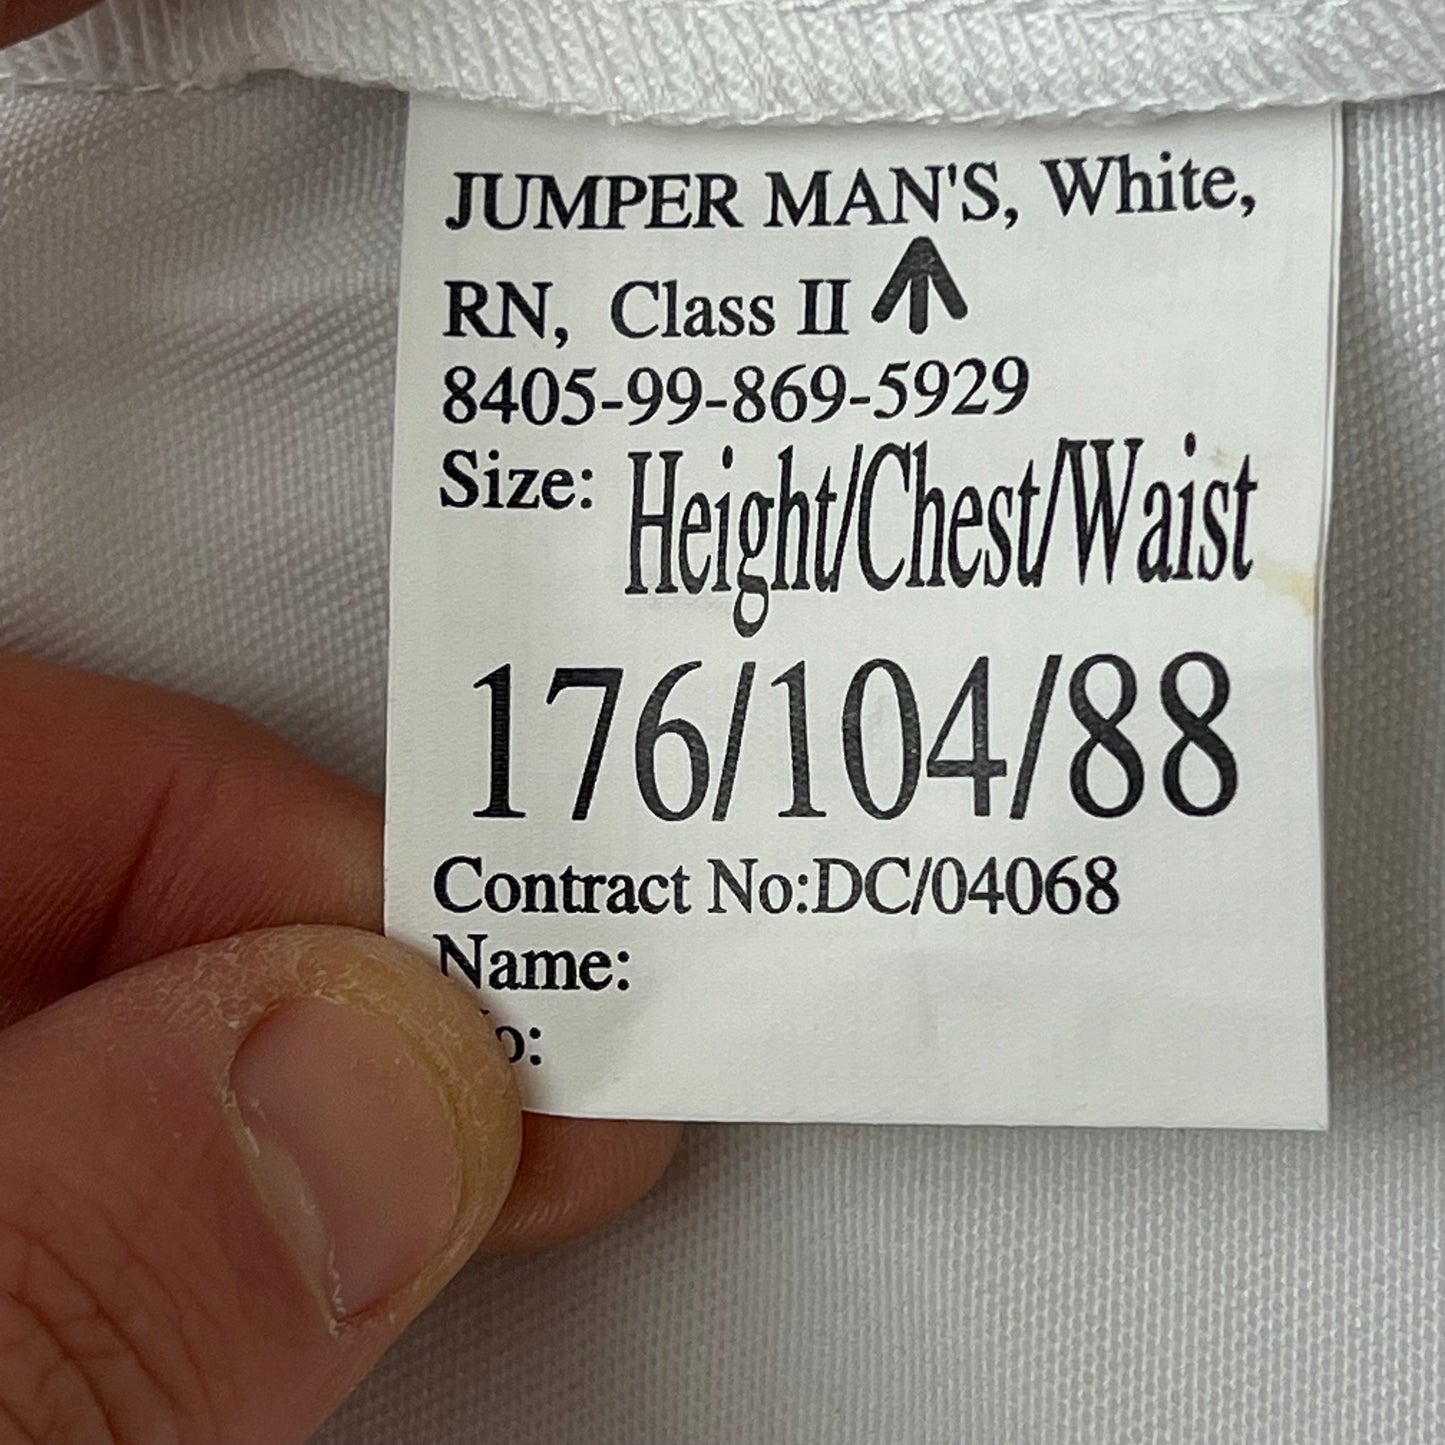 JUMPER MAN'S, White,
RN, Class II
8405-99-869-5929
Size: Height/Chest/Waist
176/104/88
Contract No:DC/04068
Name: